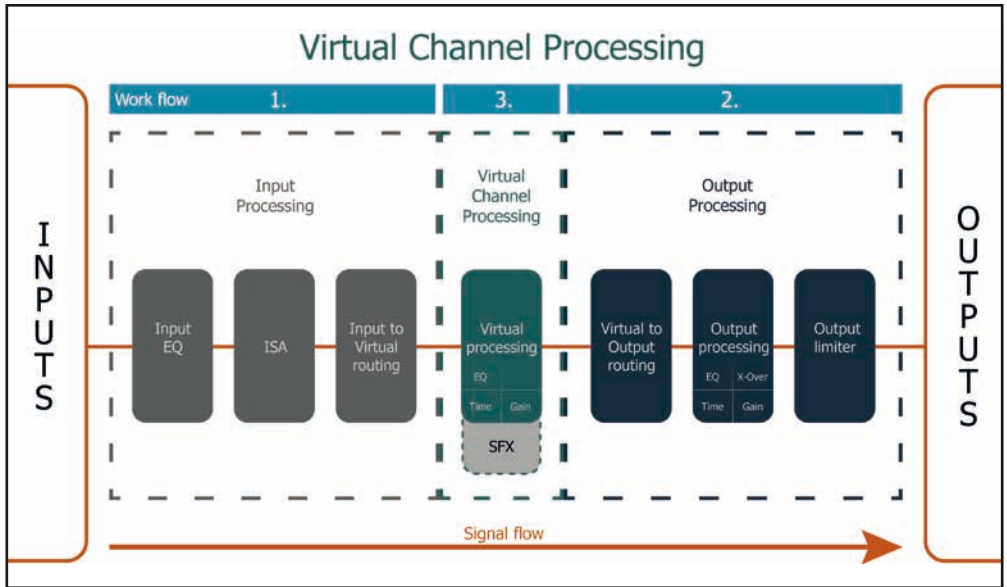 Virtual Channel Processing
Work flow 1. 3. 2.
INPUTS
Input
Processing
Virtual
Channel
Processing
Output
Processing
OUTPUTS
Input
EQ
ISA
Input to
Virtual
routing
Virtual
processing
EQ
Time Gain
SFX
Virtual to
Output
routing
Output
processing
EQ X-Over
Time Gain
Output
limiter
Signal flow